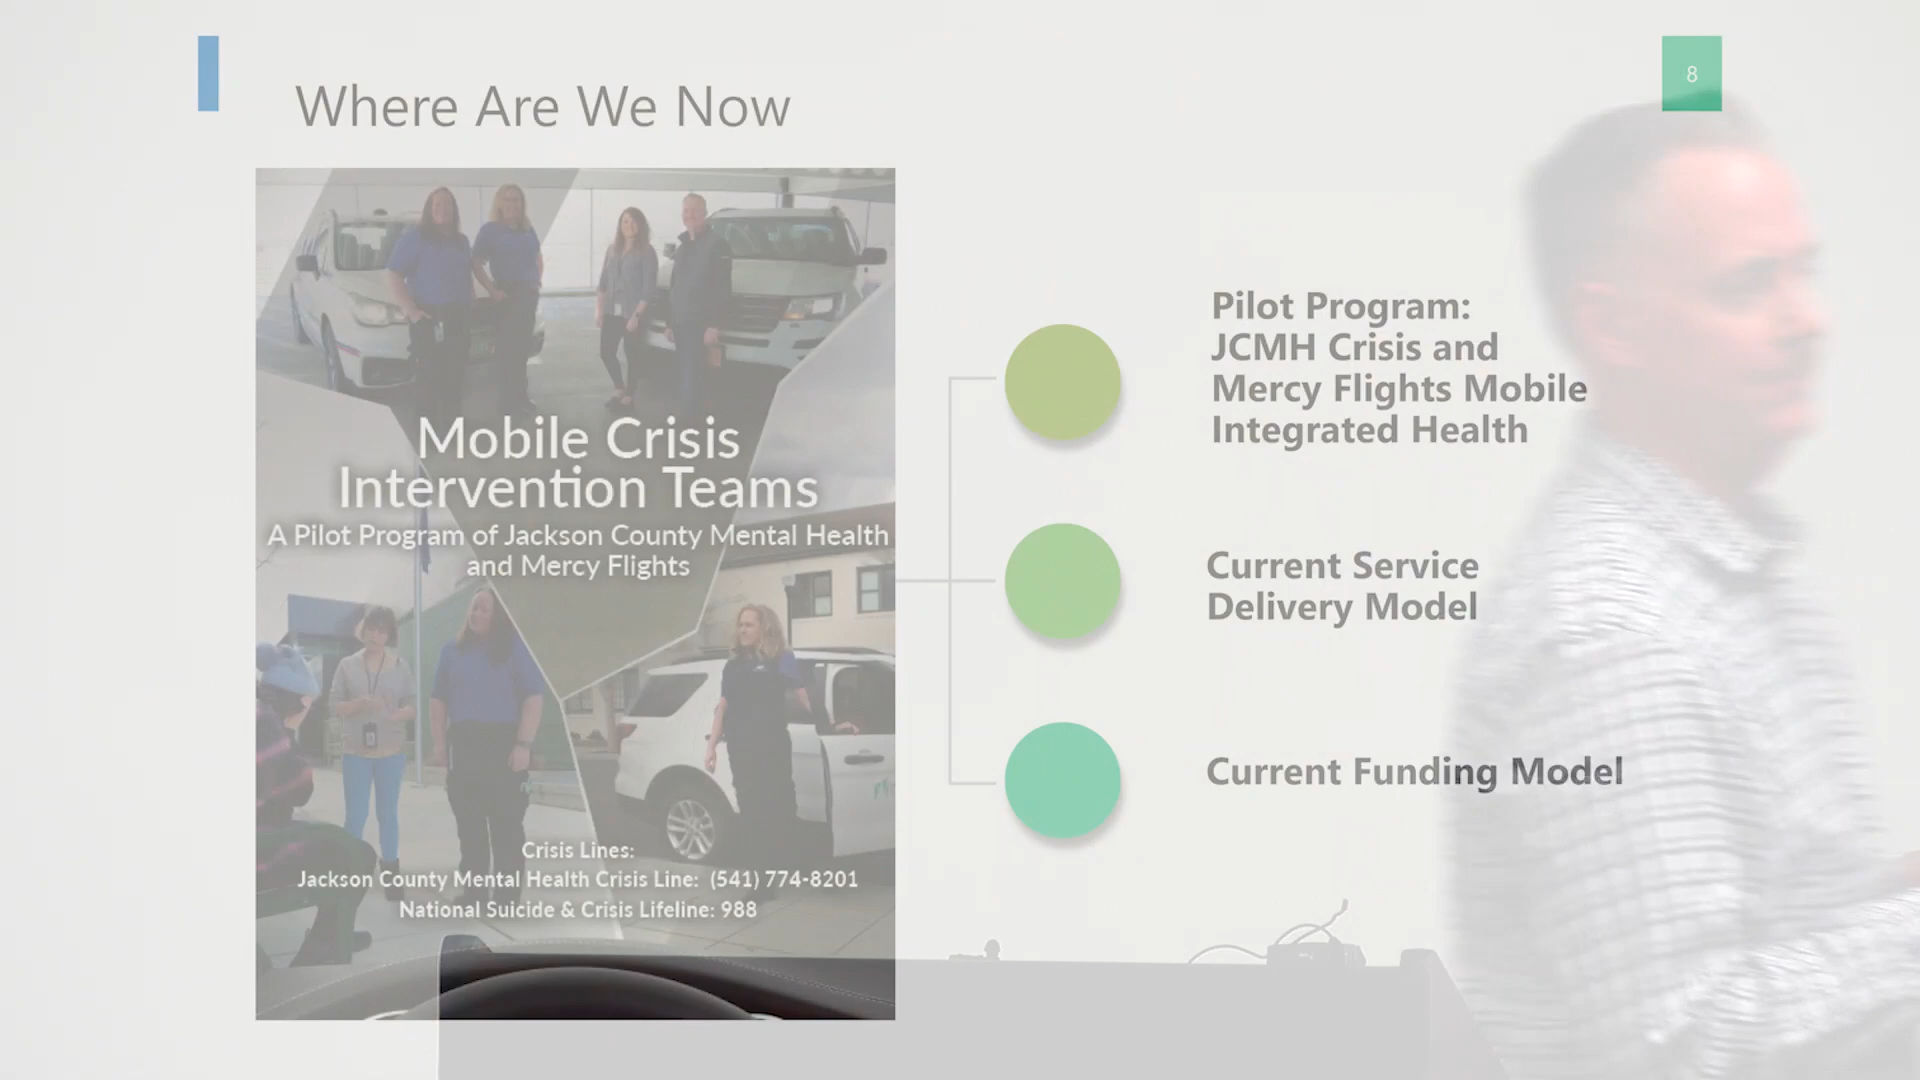 8
Where Are We Now
Mobile Crisis
Intervention Teams
A Pilot Program of Jackson County Mental Health
and Mercy Flights
Crisis Lines:
Jackson County Mental Health Crisis Line: (541) 774-8201
National Suicide & Crisis Lifeline: 988
Pilot Program:
JCMH Crisis and
Mercy Flights Mobile
Integrated Health
Current Service
Delivery Model
Current Funding Model